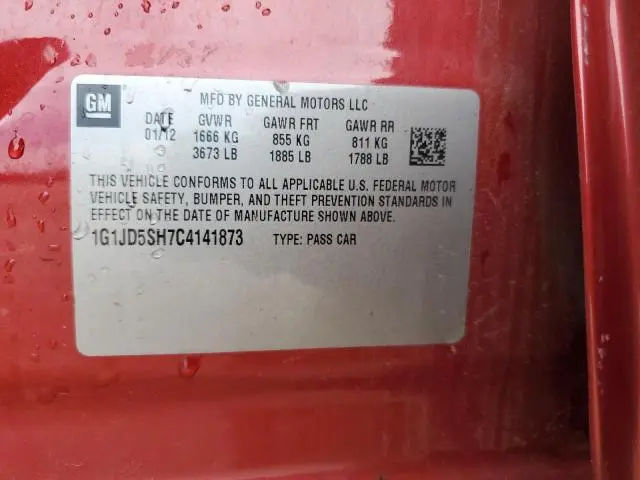 GM MFD BY GENERAL MOTORS LLC
DATE GVWR GAWR FRT GAWR RR
01/12 1666 KG 855 KG 811 KG
3673 LB 1885 LB 1788 LB
THIS VEHICLE CONFORMS TO ALL APPLICABLE U.S. FEDERAL MOTOR
VEHICLE SAFETY, BUMPER, AND THEFT PREVENTION STANDARDS IN
EFFECT ON THE DATE OF MANUFACTURE SHOWN ABOVE.
1G1JD5SH7C4141873 TYPE: PASS CAR